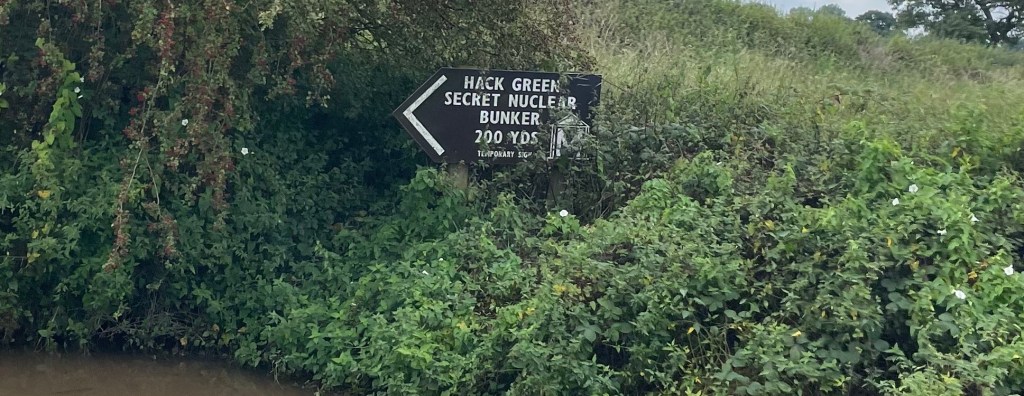 HACK GREEN
SECRET NUCLEAR
BUNKER
200 YDS
TEMPORARY SIGN